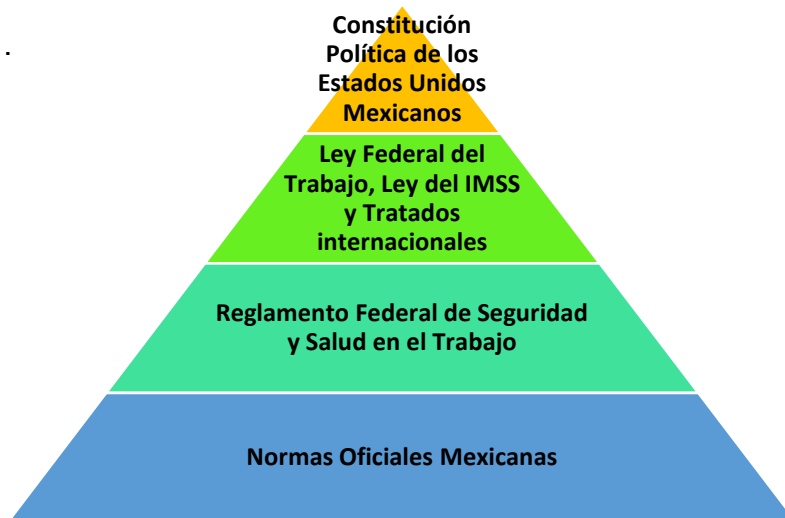 Constitución
Política de los
Estados Unidos
Mexicanos
.
Ley Federal del
Trabajo, Ley del IMSS
y Tratados
internacionales
Reglamento Federal de Seguridad
y Salud en el Trabajo
Normas Oficiales Mexicanas